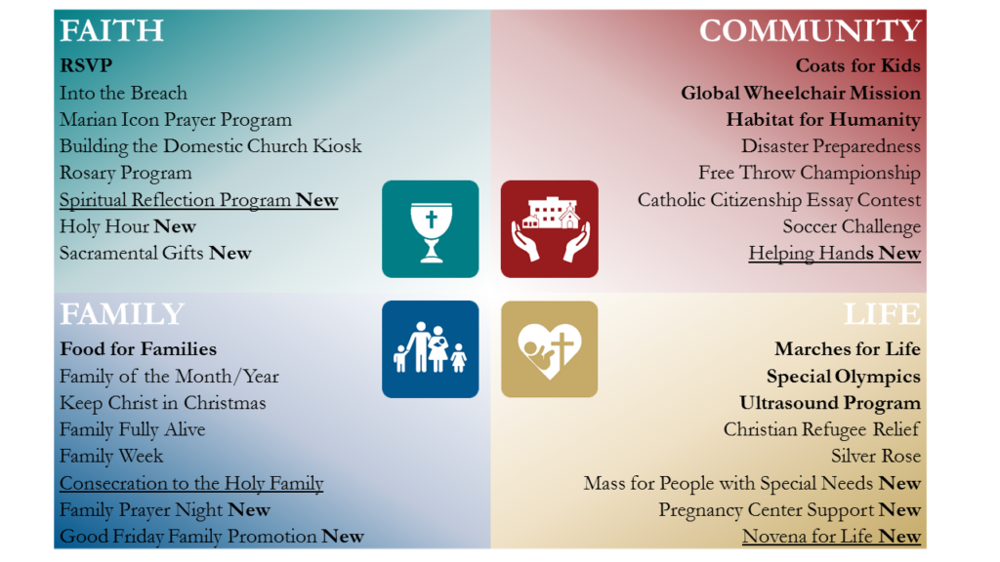 FAITH
RSVP
Into the Breach
Marian Icon Prayer Program
Building the Domestic Church Kiosk
Rosary Program
Spiritual Reflection Program New
Holy Hour New
Sacramental Gifts New
COMMUNITY
Coats for Kids
Global Wheelchair Mission
Habitat for Humanity
Disaster Preparedness
Free Throw Championship
Catholic Citizenship Essay Contest
Soccer Challenge
Helping Hands New
FAMILY
Food for Families
Family of the Month/Year
Keep Christ in Christmas
Family Fully Alive
Family Week
Consecration to the Holy Family
Family Prayer Night New
Good Friday Family Promotion New
LIFE
Marches for Life
Special Olympics
Ultrasound Program
Christian Refugee Relief
Silver Rose
Mass for People with Special Needs New
Pregnancy Center Support New
Novena for Life New